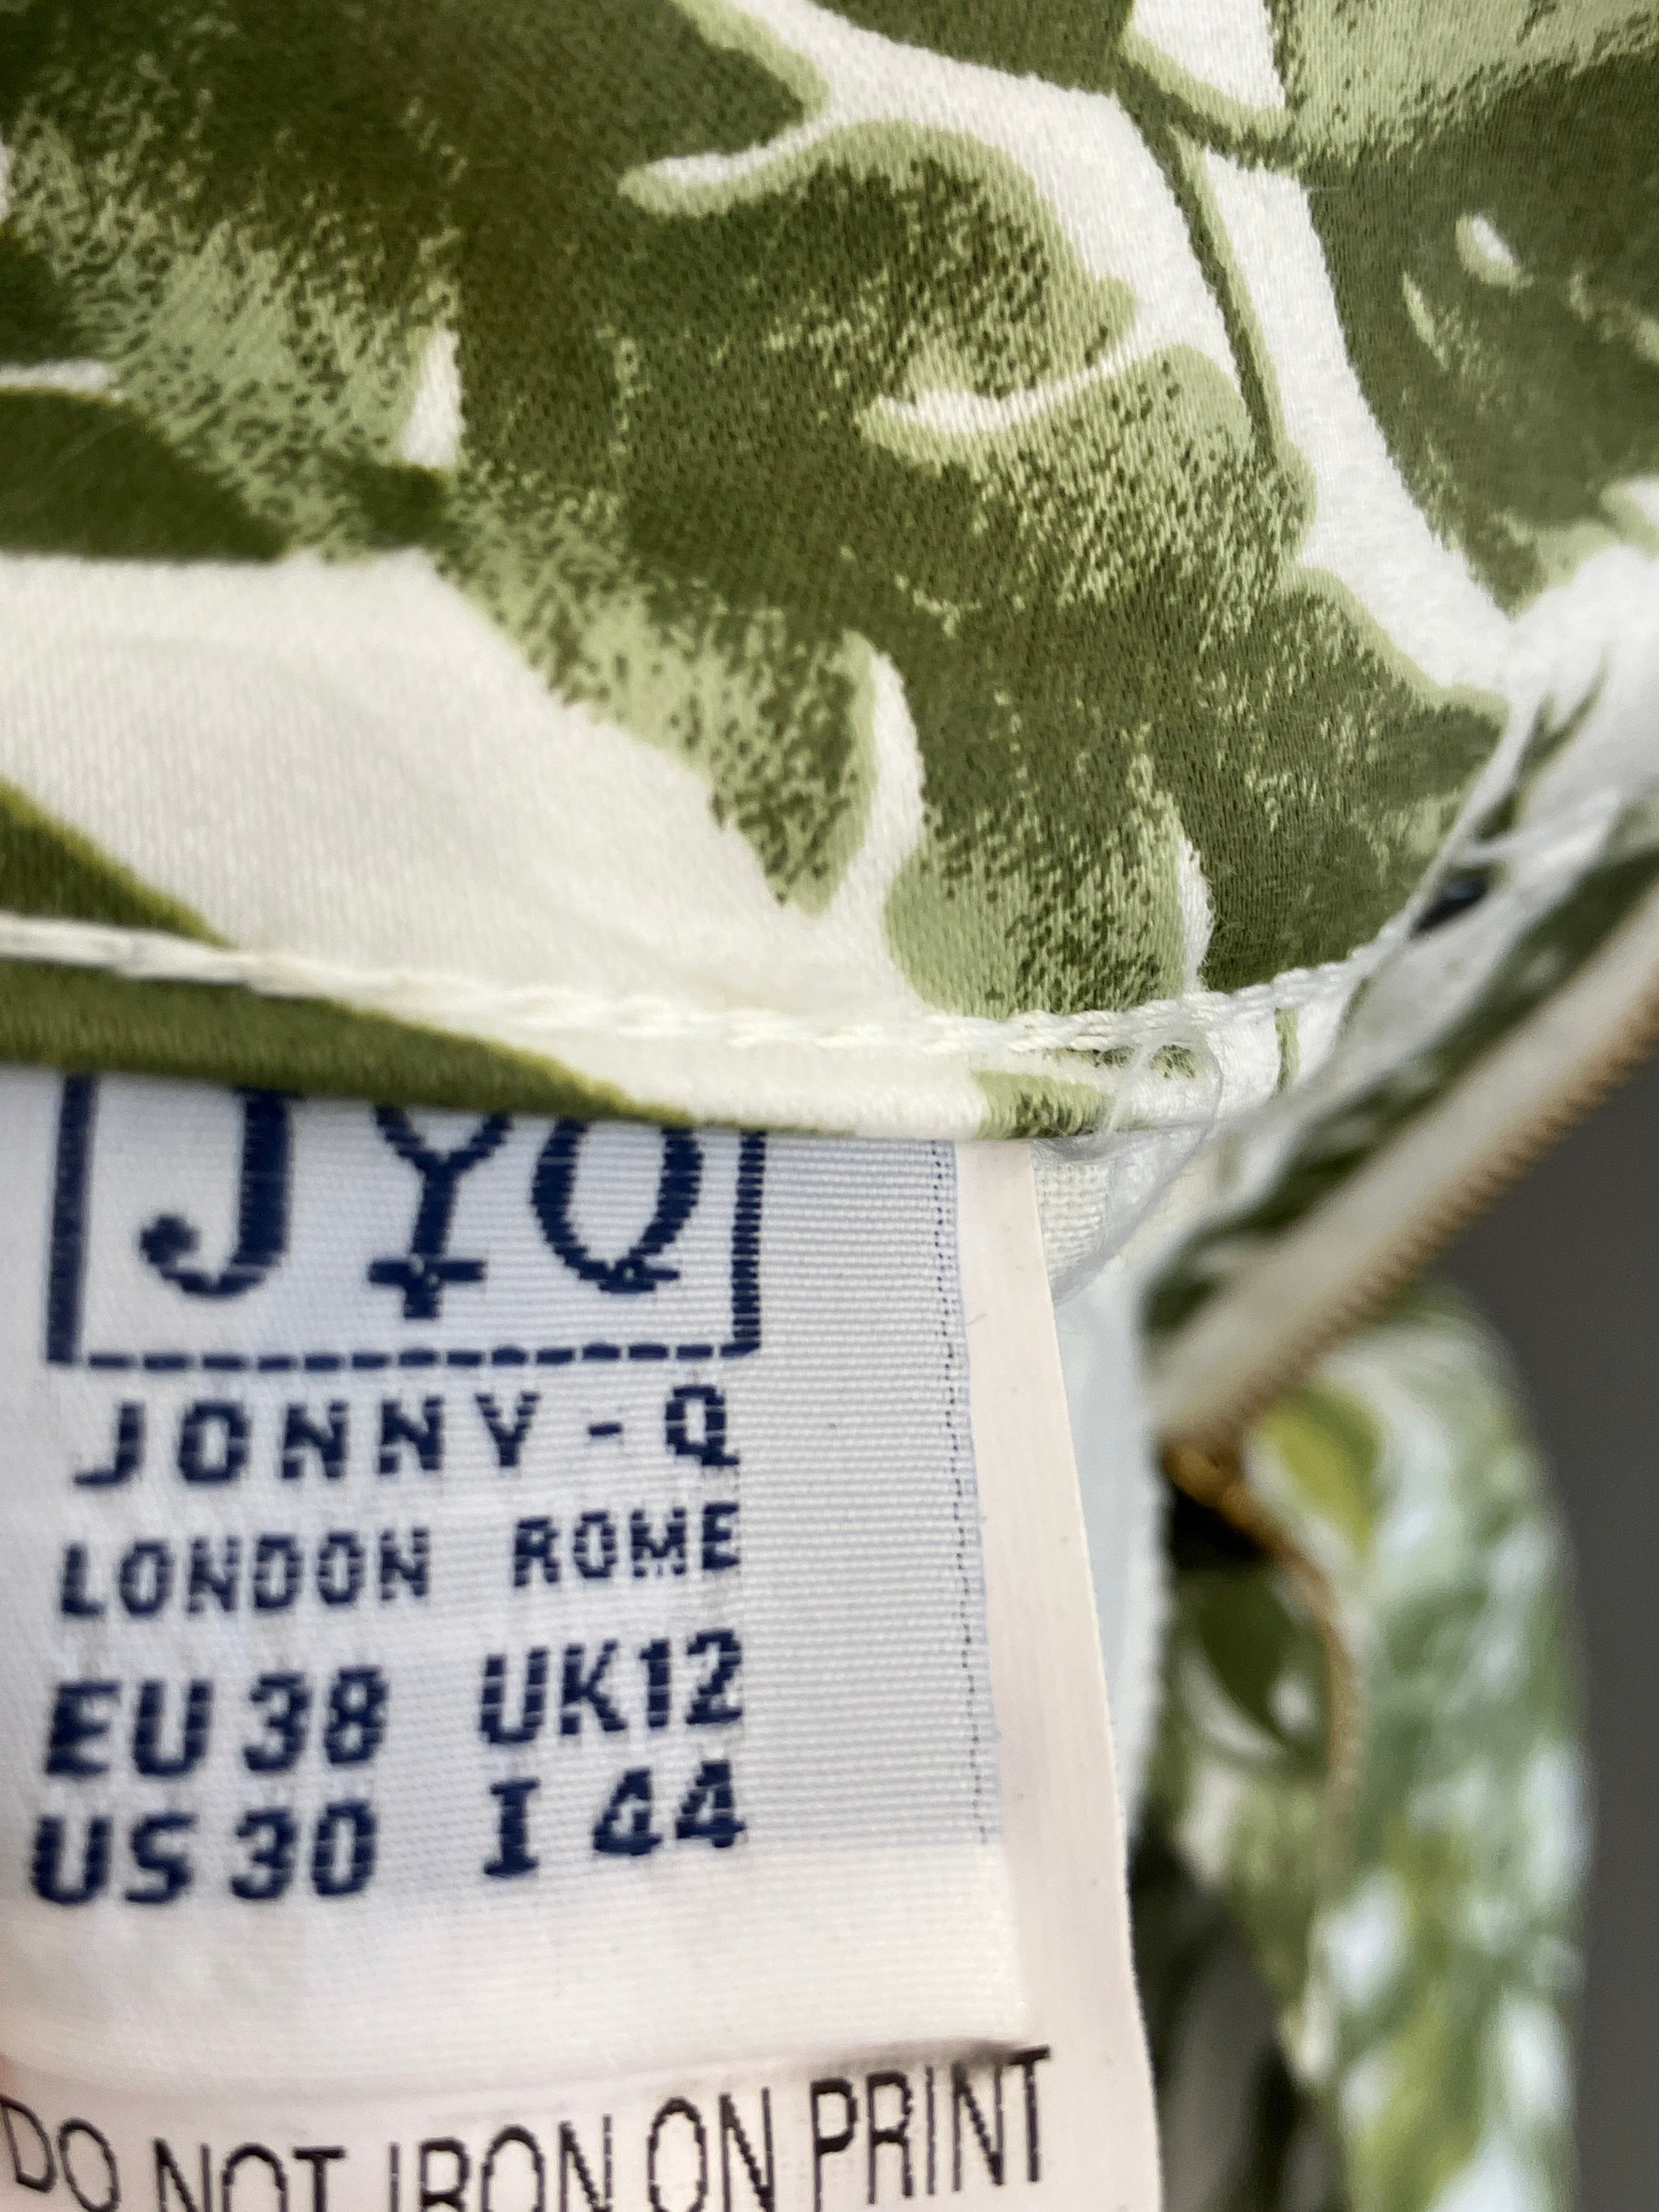 JYQ
JONNY-Q
LONDON ROME
EU 38 UK12
US 30 I 44
DO NOT IRON ON PRINT